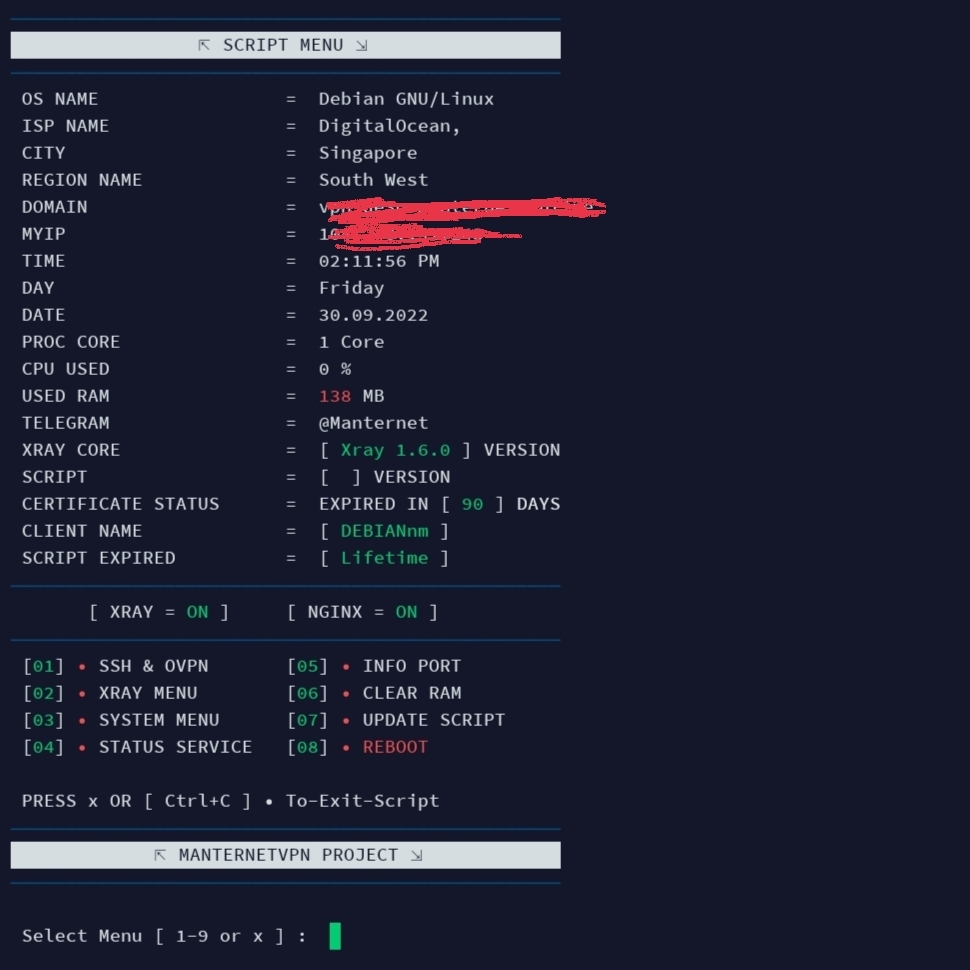 ⇱ SCRIPT MENU ⇲
OS NAME = Debian GNU/Linux
ISP NAME = DigitalOcean,
CITY = Singapore
REGION NAME = South West
DOMAIN =
MYIP =
TIME = 02:11:56 PM
DAY = Friday
DATE = 30.09.2022
PROC CORE = 1 Core
CPU USED = 0 %
USED RAM = 138 MB
TELEGRAM = @Manternet
XRAY CORE = [ Xray 1.6.0 ] VERSION
SCRIPT = [  ] VERSION
CERTIFICATE STATUS = EXPIRED IN [ 90 ] DAYS
CLIENT NAME = [ DEBIANnm ]
SCRIPT EXPIRED = [ Lifetime ]
[ XRAY = ON ] [ NGINX = ON ]
[01] • SSH & OVPN [05] • INFO PORT
[02] • XRAY MENU [06] • CLEAR RAM
[03] • SYSTEM MENU [07] • UPDATE SCRIPT
[04] • STATUS SERVICE [08] • REBOOT
PRESS x OR [ Ctrl+C ] • To-Exit-Script
⇱ MANTERNETVPN PROJECT ⇲
Select Menu [ 1-9 or x ] :